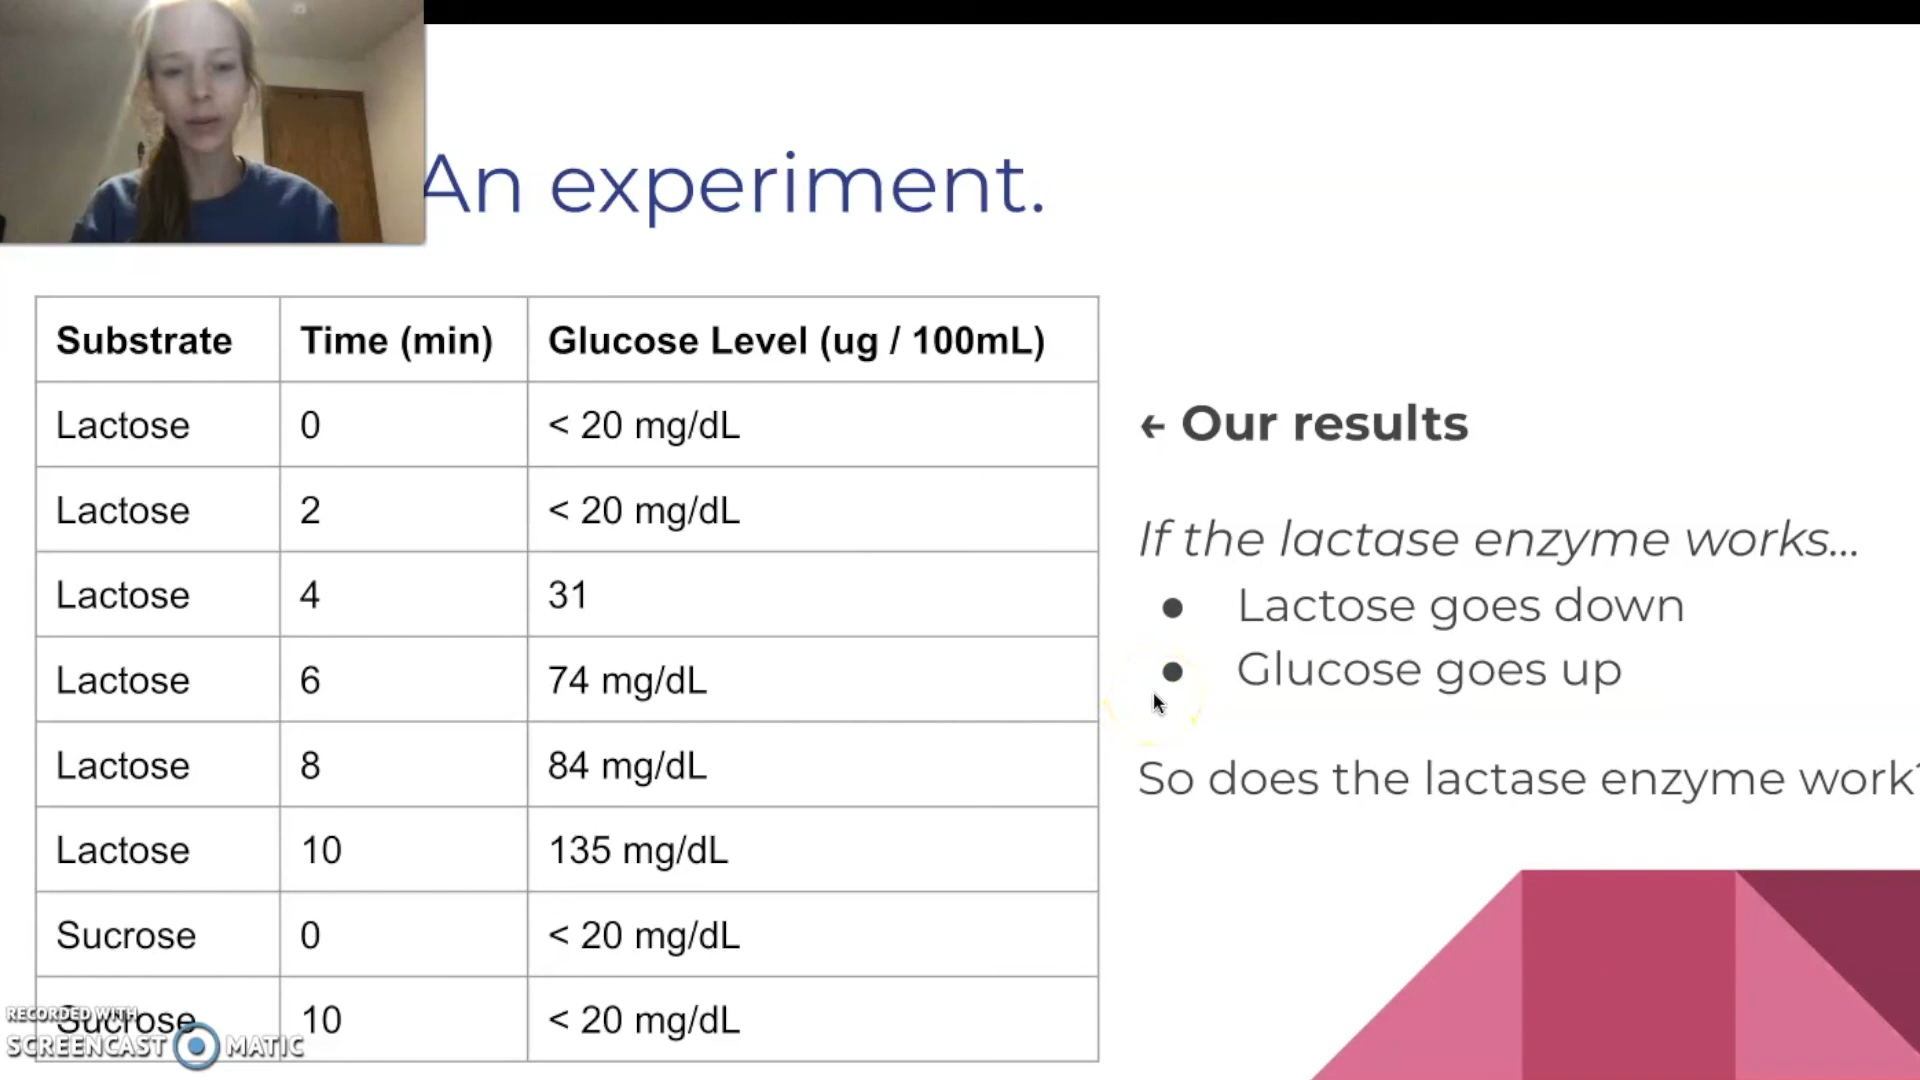 An experiment.
Substrate Time (min) Glucose Level (ug / 100mL)
Lactose 0 < 20 mg/dL
Lactose 2 < 20 mg/dL
Lactose 4 31
Lactose 6 74 mg/dL
Lactose 8 84 mg/dL
Lactose 10 135 mg/dL
Sucrose 0 < 20 mg/dL
Sucrose 10 < 20 mg/dL
← Our results
If the lactase enzyme works...
● Lactose goes down
● Glucose goes up
So does the lactase enzyme work?
RECORDED WITH
SCREENCAST MATIC